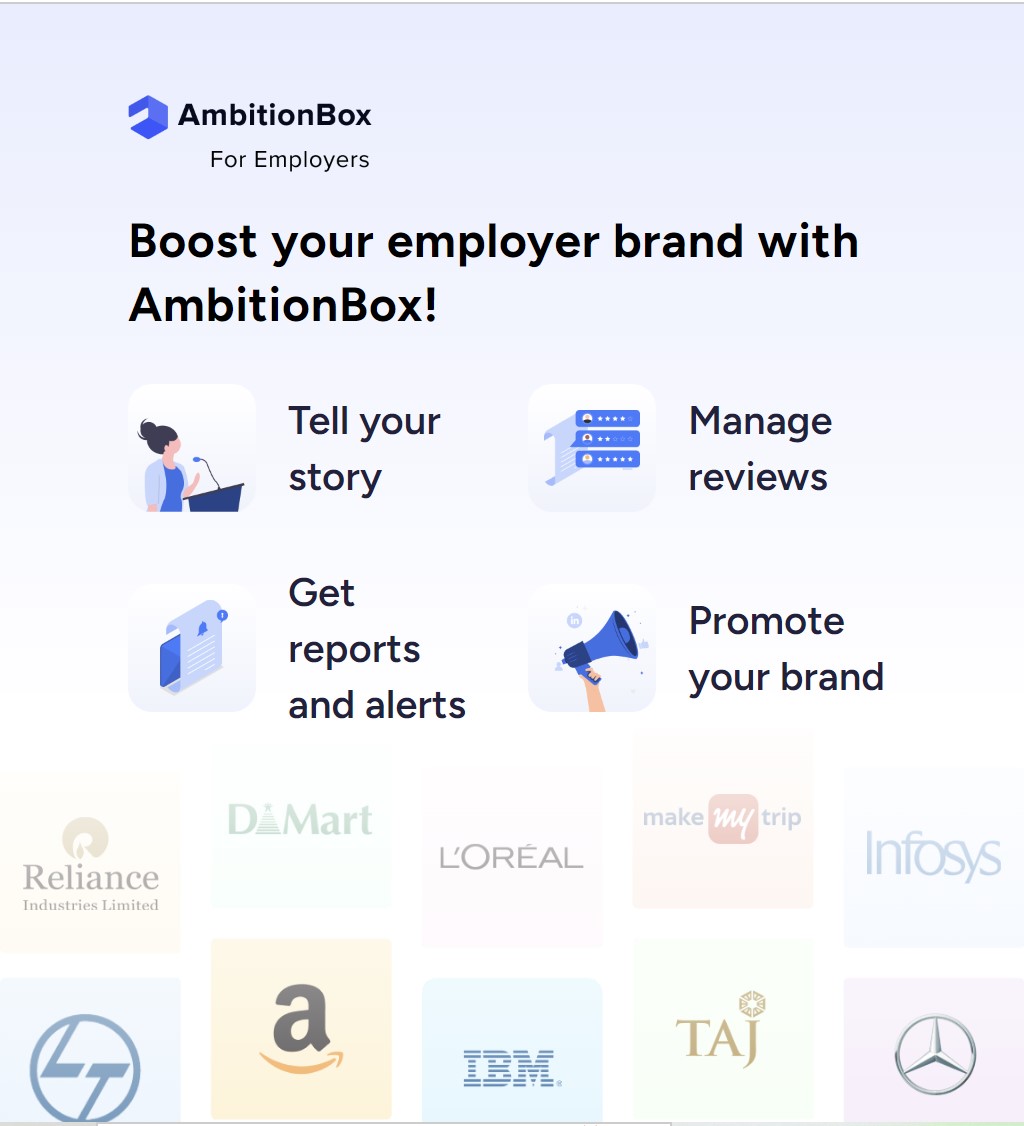 AmbitionBox
For Employers
Boost your employer brand with
AmbitionBox!
Tell your
story
Manage
reviews
Get
reports
and alerts
Promote
your brand
Reliance
Industries Limited
DMart
L'ORÉAL
make my trip
Infosys
LT
a
IBM®
TAJ